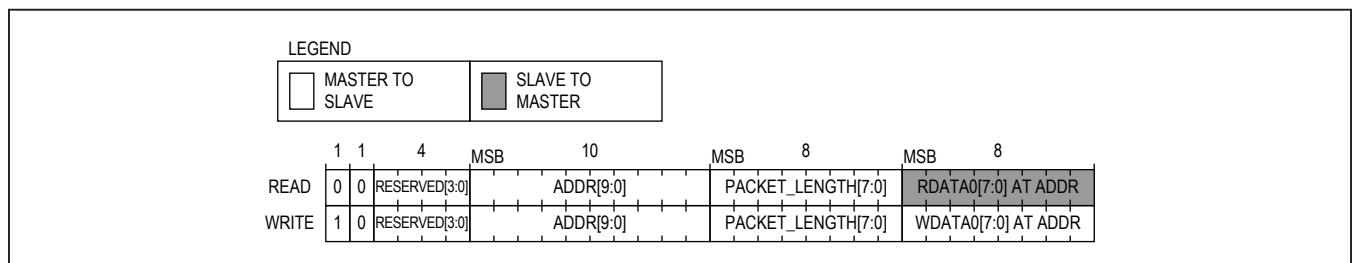 LEGEND
MASTER TO
SLAVE
SLAVE TO
MASTER
1 1 4 MSB 10 MSB 8 MSB 8
READ 0 0 RESERVED[3:0] ADDR[9:0] PACKET_LENGTH[7:0] RDATA0[7:0] AT ADDR
WRITE 1 0 RESERVED[3:0] ADDR[9:0] PACKET_LENGTH[7:0] WDATA0[7:0] AT ADDR